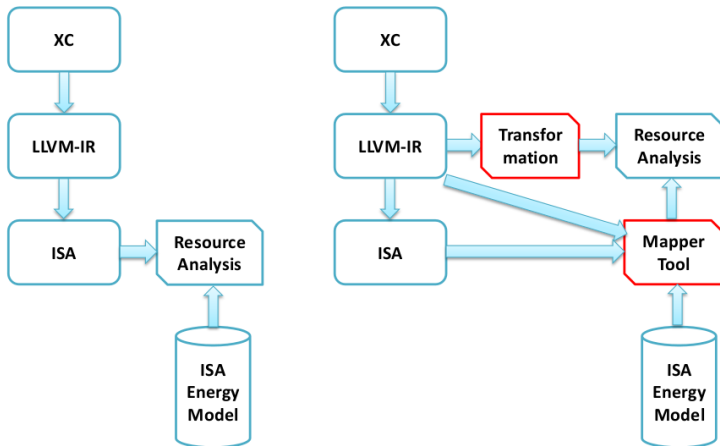 XC
LLVM-IR
ISA
Resource
Analysis
ISA
Energy
Model
XC
LLVM-IR
Transfor
mation
Resource
Analysis
ISA
Mapper
Tool
ISA
Energy
Model